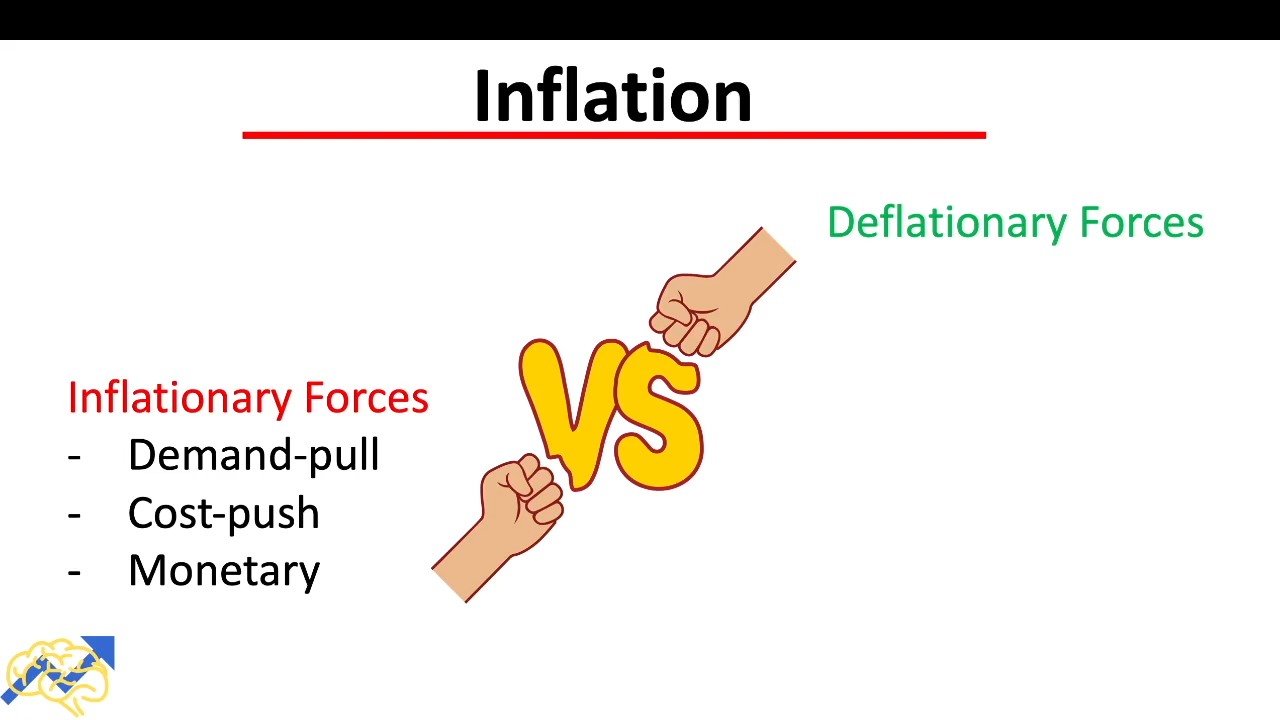 Inflation
Deflationary Forces
VS
Inflationary Forces
- Demand-pull
- Cost-push
- Monetary